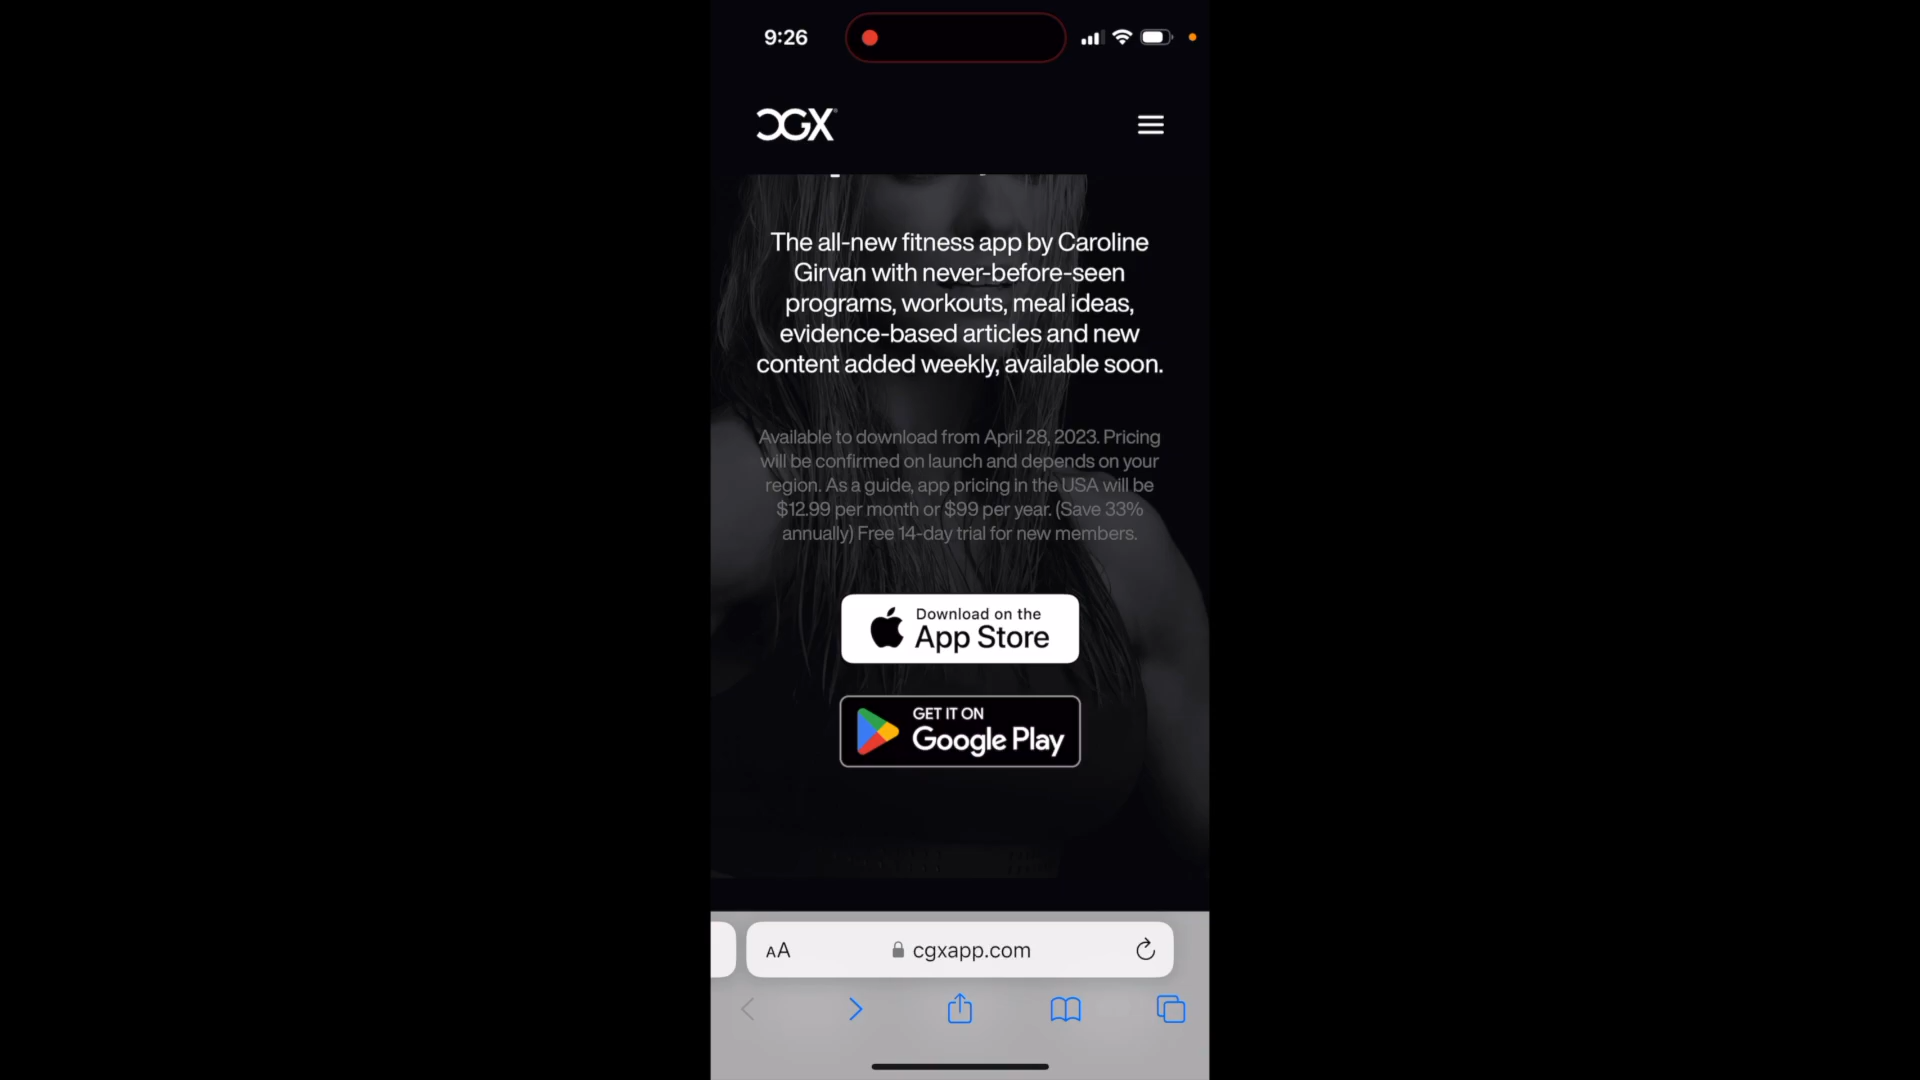 9:26
CGX
The all-new fitness app by Caroline
Girvan with never-before-seen
programs, workouts, meal ideas,
evidence-based articles and new
content added weekly, available soon.
Available to download from April 28, 2023. Pricing
will be confirmed on launch and depends on your
region. As a guide, app pricing in the USA will be
$12.99 per month or $99 per year. (Save 33%
annually) Free 14-day trial for new members.
Download on the
App Store
GET IT ON
Google Play
AA
cgxapp.com